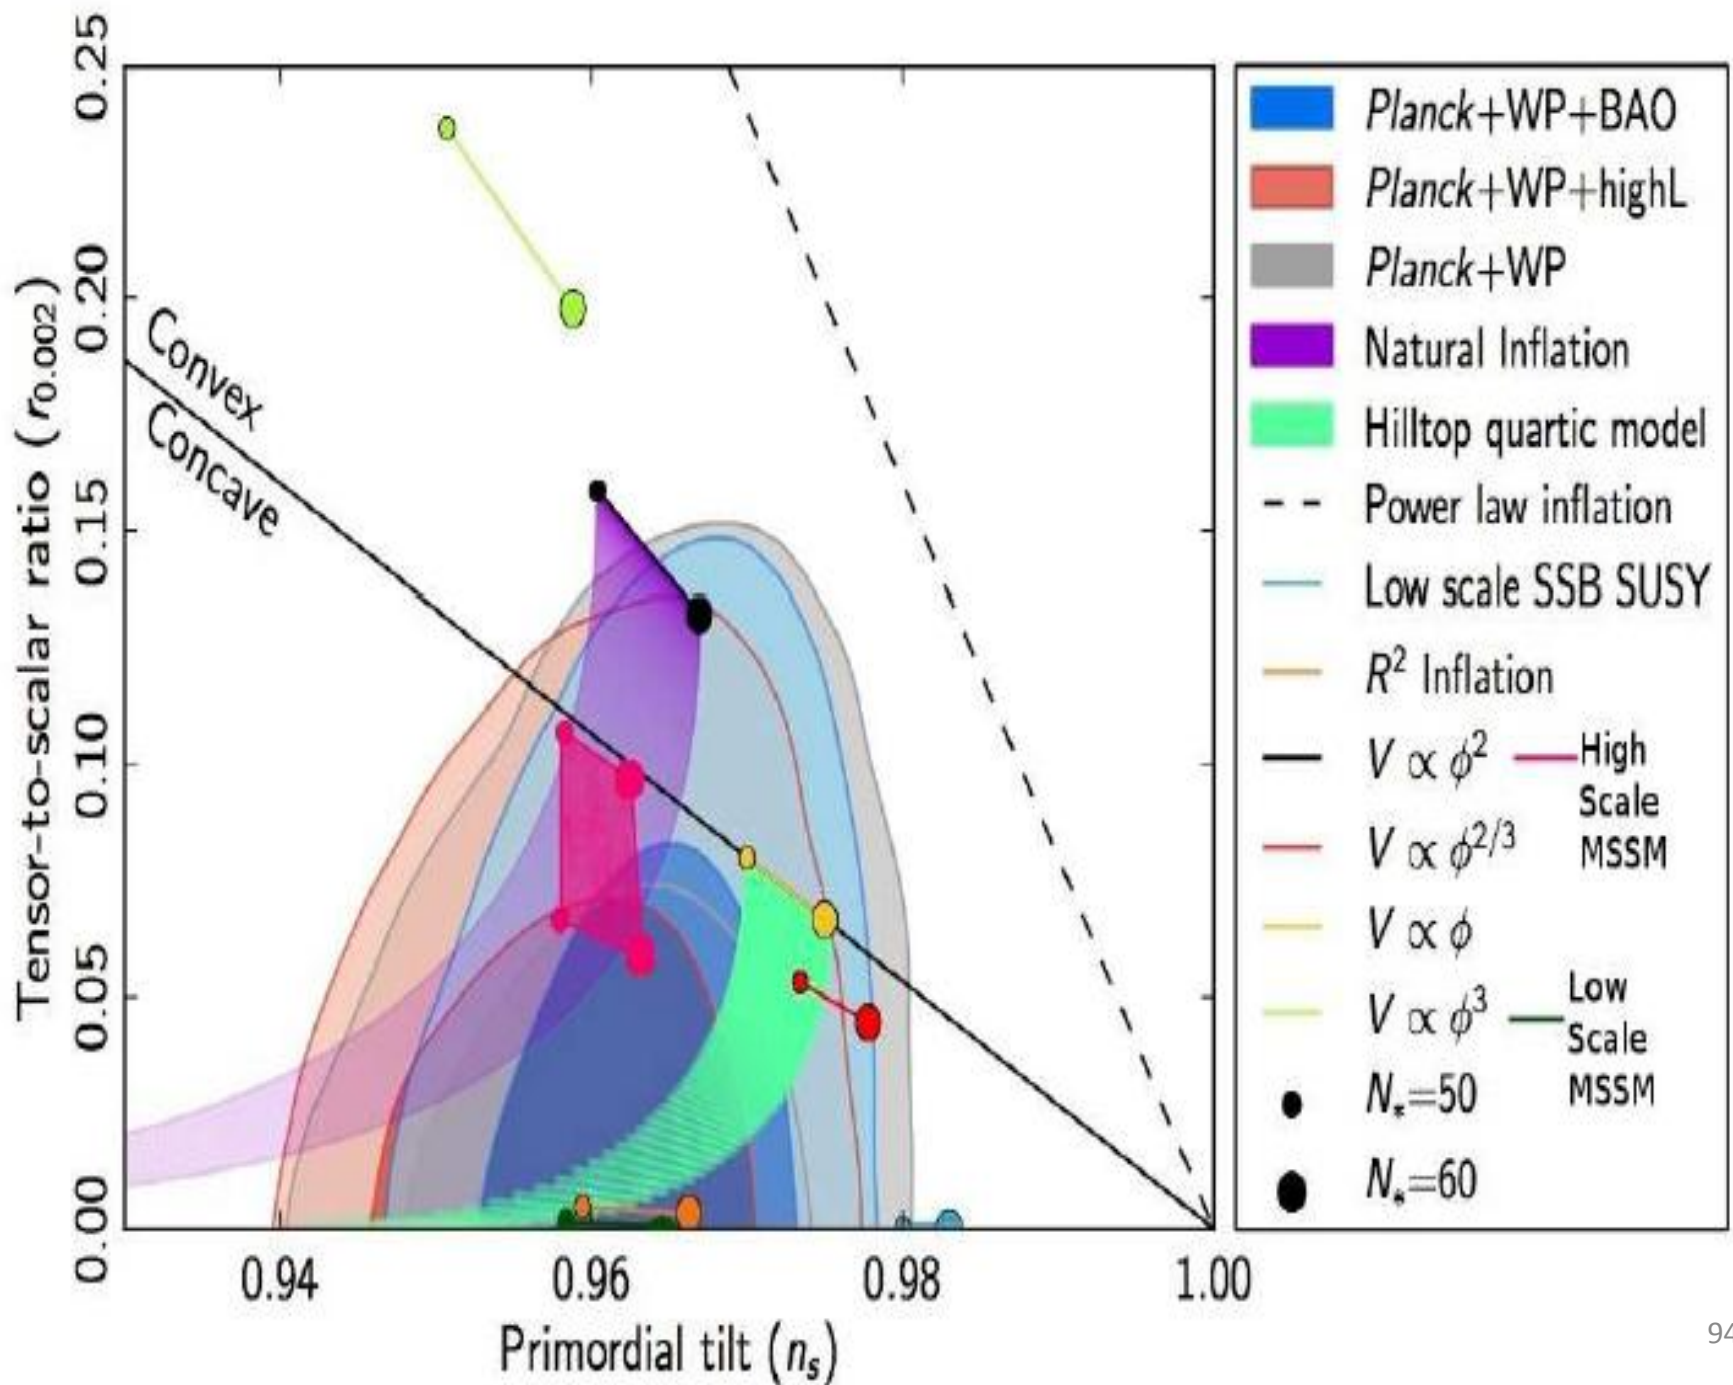 Tensor-to-scalar ratio (r0.002)
0.25
0.20
0.15
0.10
0.05
0.00
Convex
Concave
0.94
0.96
0.98
1.00
Primordial tilt (nₛ)
Planck+WP+BAO
Planck+WP+highL
Planck+WP
Natural Inflation
Hilltop quartic model
Power law inflation
Low scale SSB SUSY
R² Inflation
V ∝ ϕ²
High
Scale
MSSM
V ∝ ϕ²/³
V ∝ ϕ
V ∝ ϕ³
Low
Scale
MSSM
N*=50
N*=60
94